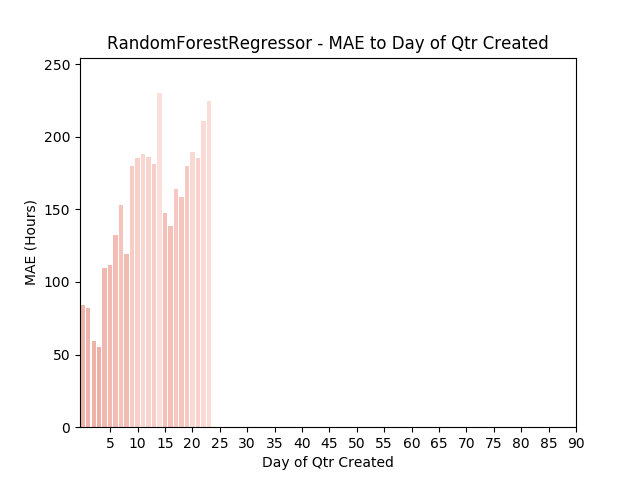 RandomForestRegressor - MAE to Day of Qtr Created
250
200
150
100
50
0
MAE (Hours)
5 10 15 20 25 30 35 40 45 50 55 60 65 70 75 80 85 90
Day of Qtr Created